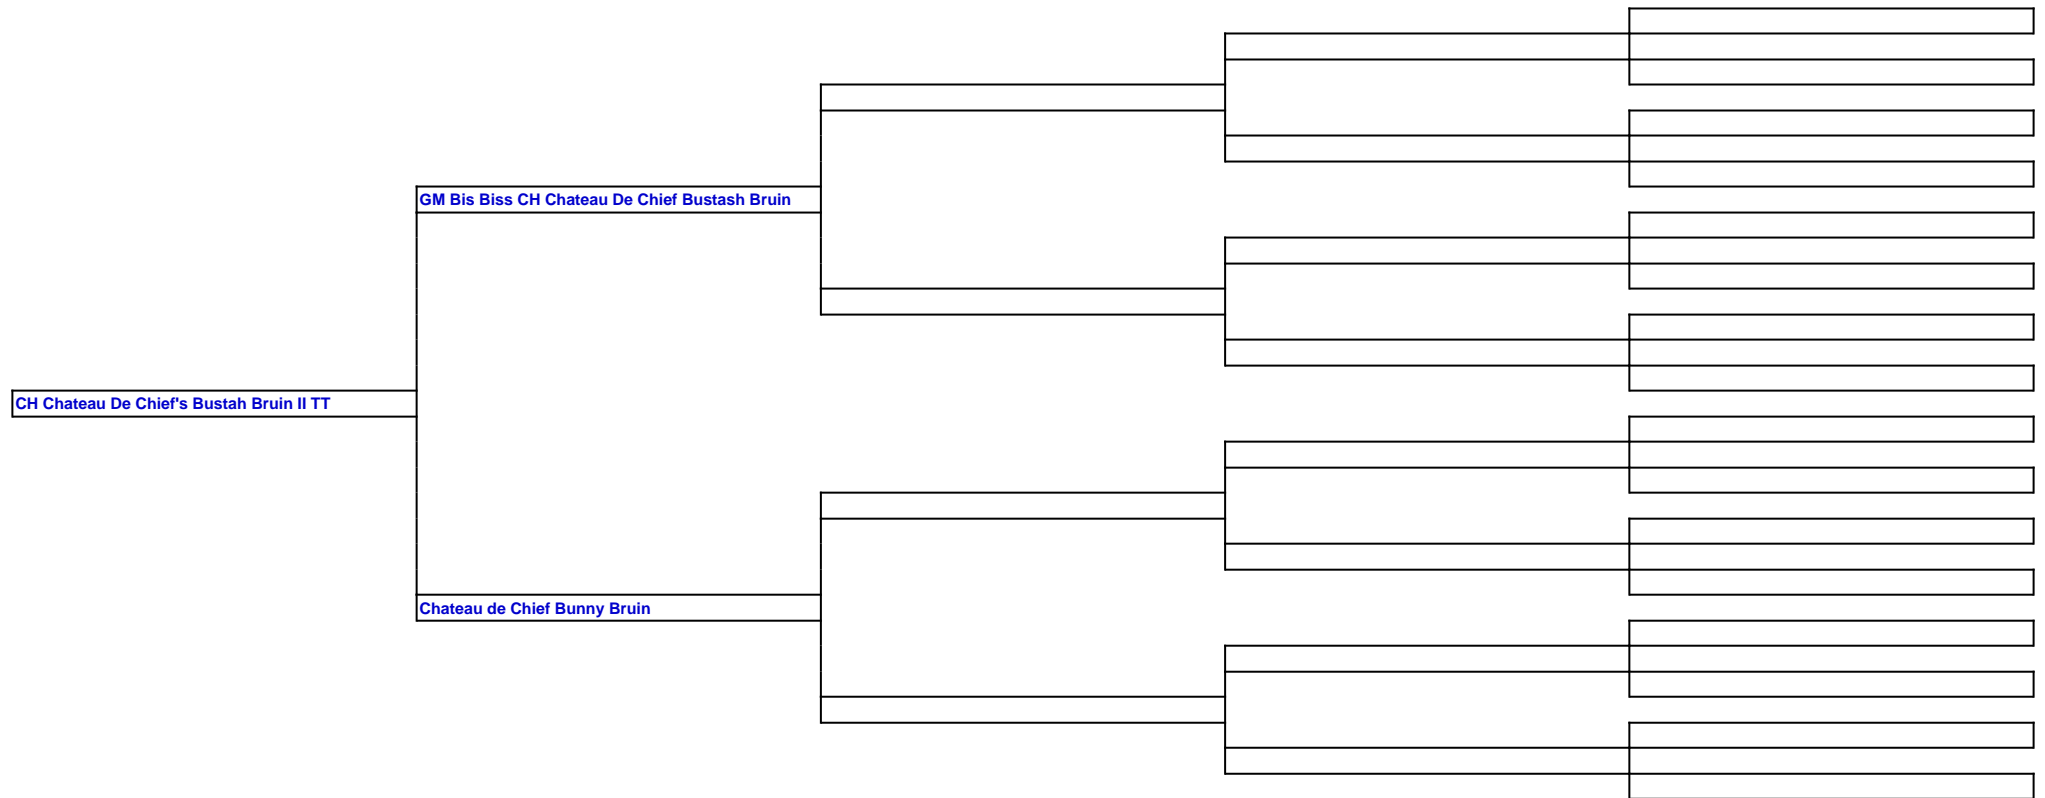 GM Bis Biss CH Chateau De Chief Bustash Bruin
CH Chateau De Chief's Bustah Bruin II TT
Chateau de Chief Bunny Bruin